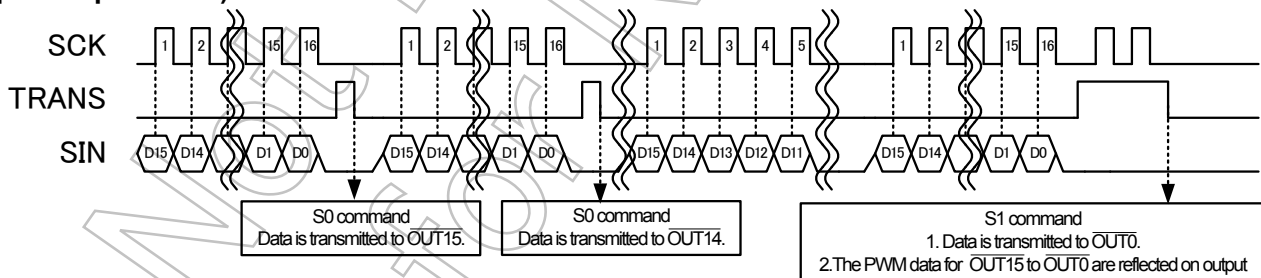 SCK 1 2 15 16 1 2 15 16 1 2 3 4 5 1 2 15 16
TRANS
SIN D15 D14 D1 D0 D15 D14 D1 D0 D15 D14 D13 D12 D11 D15 D14 D1 D0
S0 command
Data is transmitted to OUT15.
S0 command
Data is transmitted to OUT14.
S1 command
1. Data is transmitted to OUT0.
2.The PWM data for OUT15 to OUT0 are reflected on output
Not
for